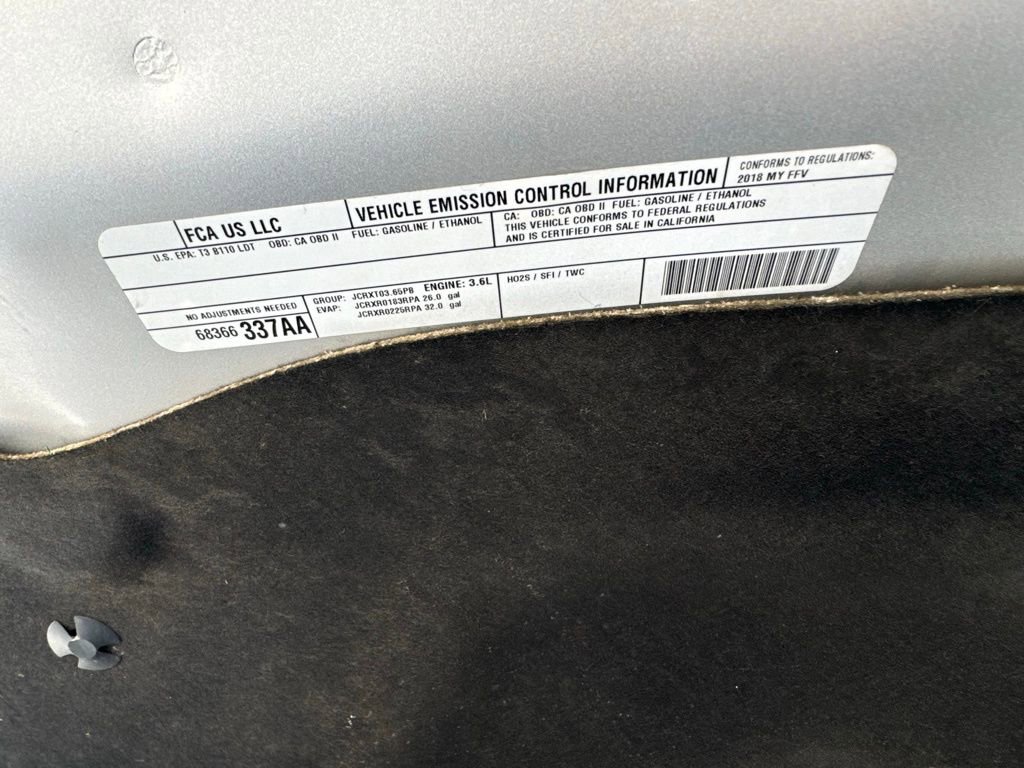 FCA US LLC
VEHICLE EMISSION CONTROL INFORMATION
CONFORMS TO REGULATIONS:
2018 MY FFV
U.S. EPA: T3 B110 LDT OBD: CA OBD II FUEL: GASOLINE / ETHANOL
CA: OBD: CA OBD II FUEL: GASOLINE / ETHANOL
THIS VEHICLE CONFORMS TO FEDERAL REGULATIONS
AND IS CERTIFIED FOR SALE IN CALIFORNIA
NO ADJUSTMENTS NEEDED
68366 337AA
GROUP: JCRXT03.65P8 ENGINE: 3.6L
EVAP: JCRXR0183RPA 26.0 gal
JCRXR0225RPA 32.0 gal
HO2S / SFI / TWC